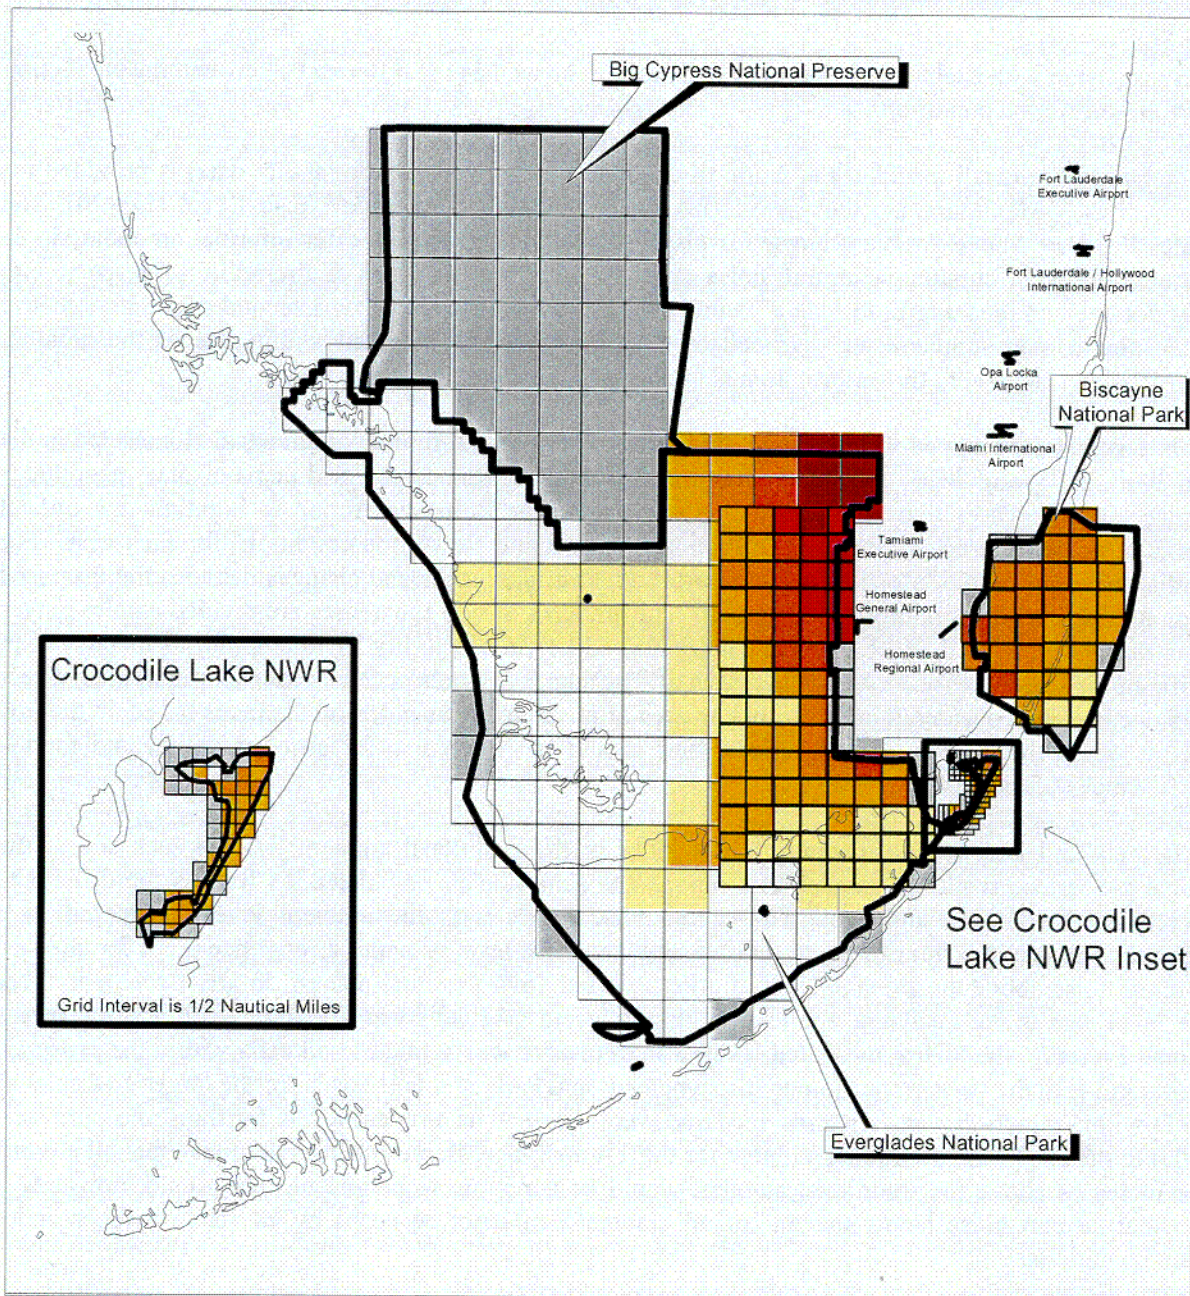 Big Cypress National Preserve
Fort Lauderdale
Executive Airport
Fort Lauderdale / Hollywood
International Airport
Opa Locka
Airport
Biscayne
National Park
Miami International
Airport
Tamiami
Executive Airport
Homestead
General Airport
Homestead
Regional Airport
Crocodile Lake NWR
Grid Interval is 1/2 Nautical Miles
See Crocodile
Lake NWR Inset
Everglades National Park